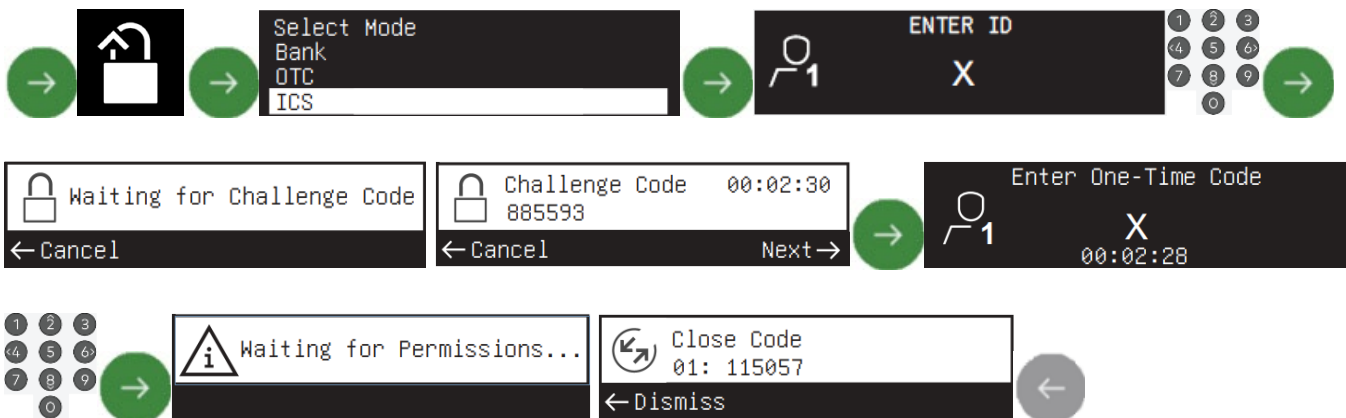 Select Mode
Bank
OTC
ICS
ENTER ID
1
X
1 2 3
<4 5 6>
7 8 9
0
Waiting for Challenge Code
←Cancel
Challenge Code 00:02:30
885593
←Cancel Next→
Enter One-Time Code
1
X
00:02:28
1 2 3
<4 5 6>
7 8 9
0
i
Waiting for Permissions...
Close Code
01: 115057
←Dismiss